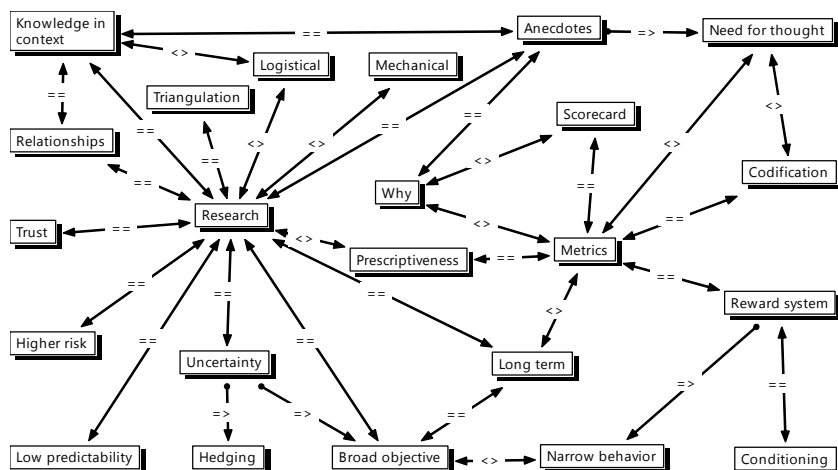 Knowledge in
context
==
Anecdotes
=>
Need for thought
<>
Logistical
Mechanical
Triangulation
==
Scorecard
<>
Relationships
==
==
<>
<>
==
==
<>
<>
Codification
==
Why
==
Research
<>
==
Trust
==
<>
Prescriptiveness
==
Metrics
==
Reward system
==
==
==
<>
Higher risk
==
Uncertainty
==
Long term
=>
==
=>
=>
==
Low predictability
Hedging
Broad objective
<>
Narrow behavior
Conditioning